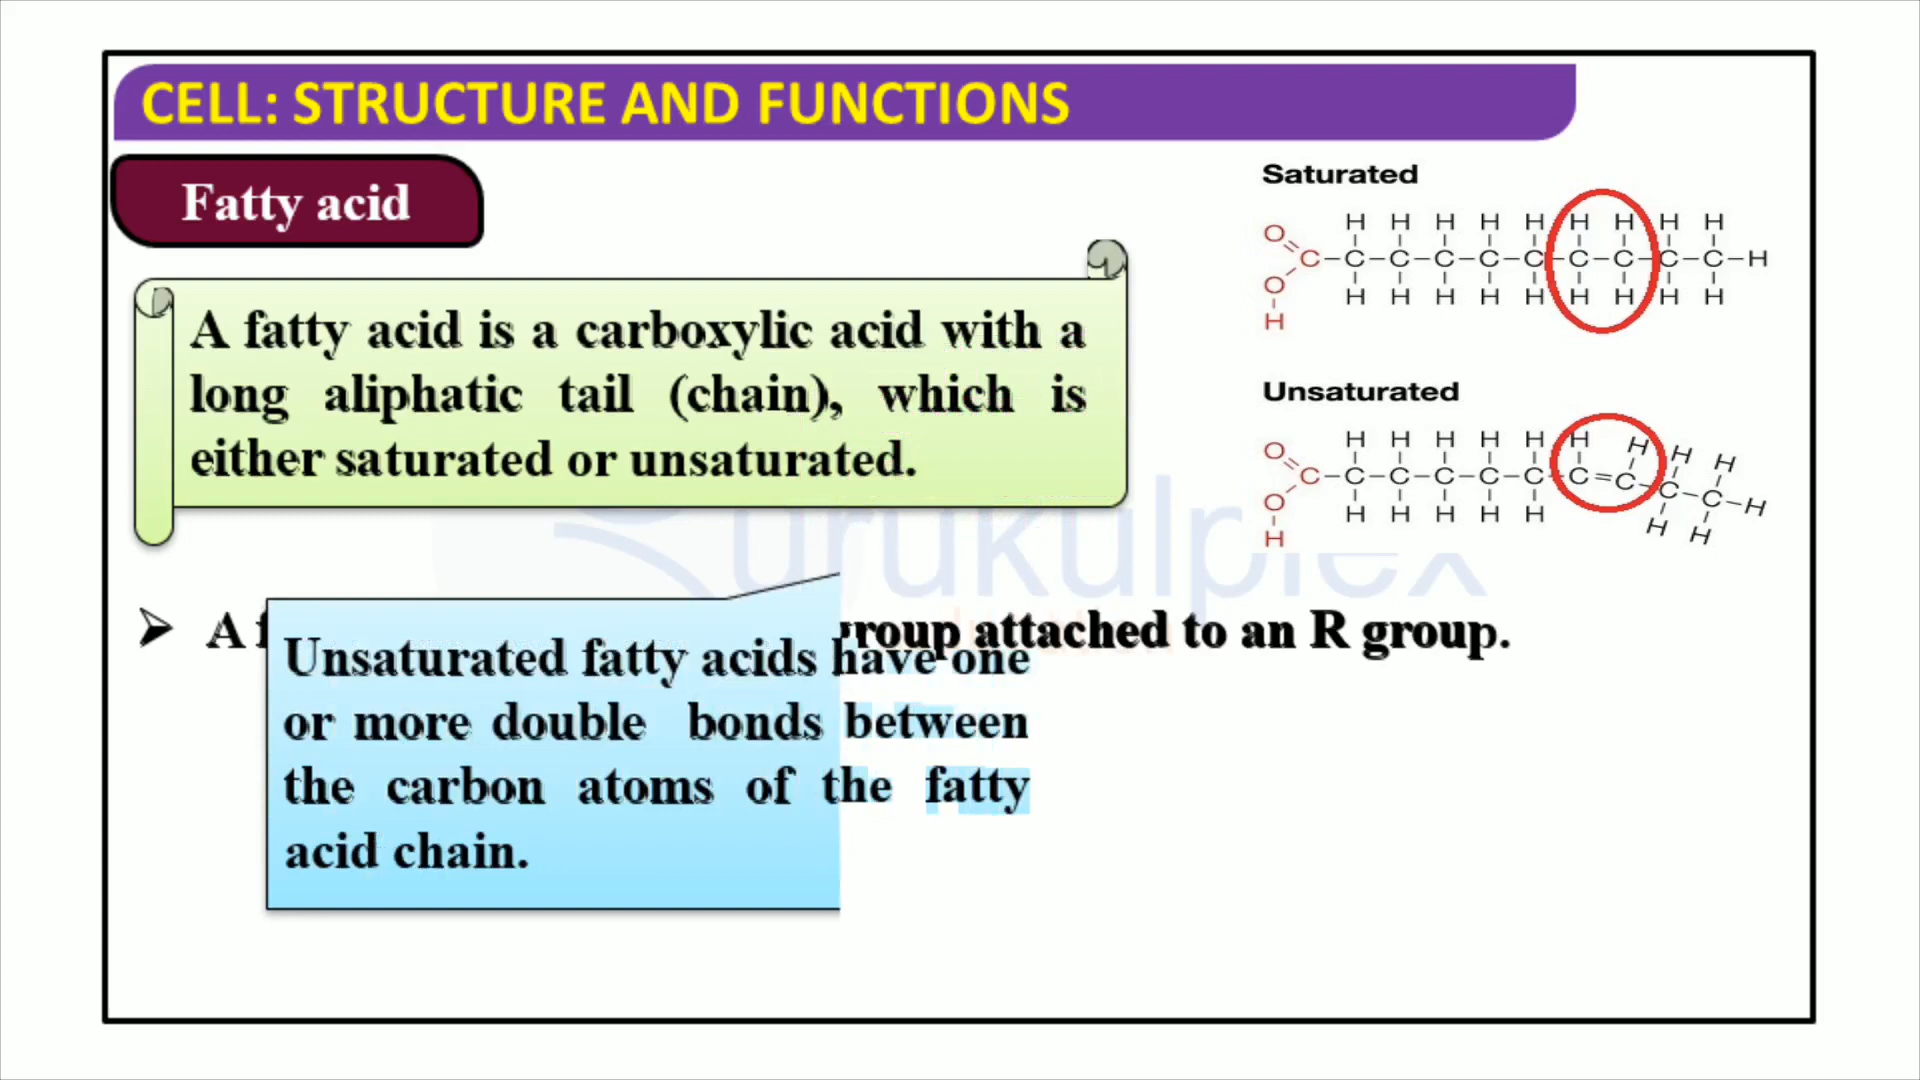 CELL: STRUCTURE AND FUNCTIONS
Fatty acid
A fatty acid is a carboxylic acid with a
long aliphatic tail (chain), which is
either saturated or unsaturated.
Saturated
H H H H H H H H H
O
C-C-C-C-C-C-C-C-C-C-H
O
H H H H H H H H H
H
Unsaturated
H H H H H H H H H
O
C-C-C-C-C-C-C=C-C-C-H
O
H H H H H H H
H
urukulplex
➢ A group attached to an R group.
Unsaturated fatty acids have one
or more double bonds between
the carbon atoms of the fatty
acid chain.